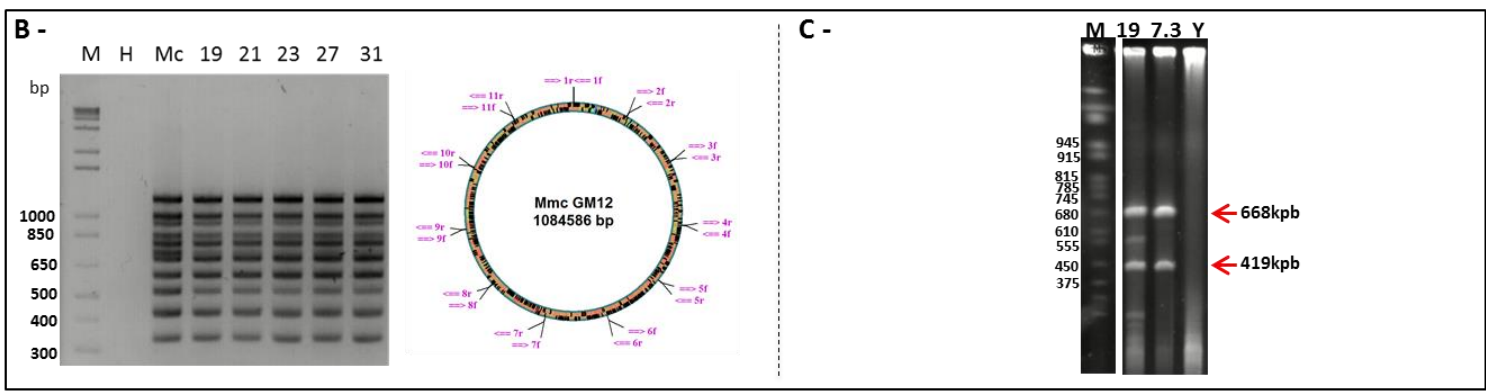 B -
M H Mc 19 21 23 27 31
bp
1000
850
650
500
400
300
==> 1r <== 1f
==> 2f
<== 2r
==> 3f
<== 3r
==> 4r
<== 4f
==> 5f
<== 5r
==> 6f
<== 6r
<== 7r
==> 7f
<== 8r
==> 8f
<== 9r
==> 9f
<== 10r
==> 10f
<== 11r
==> 11f
Mmc GM12
1084586 bp
C -
M 19 7.3 Y
945
915
815
785
745
680
610
555
450
375
668kpb
419kpb